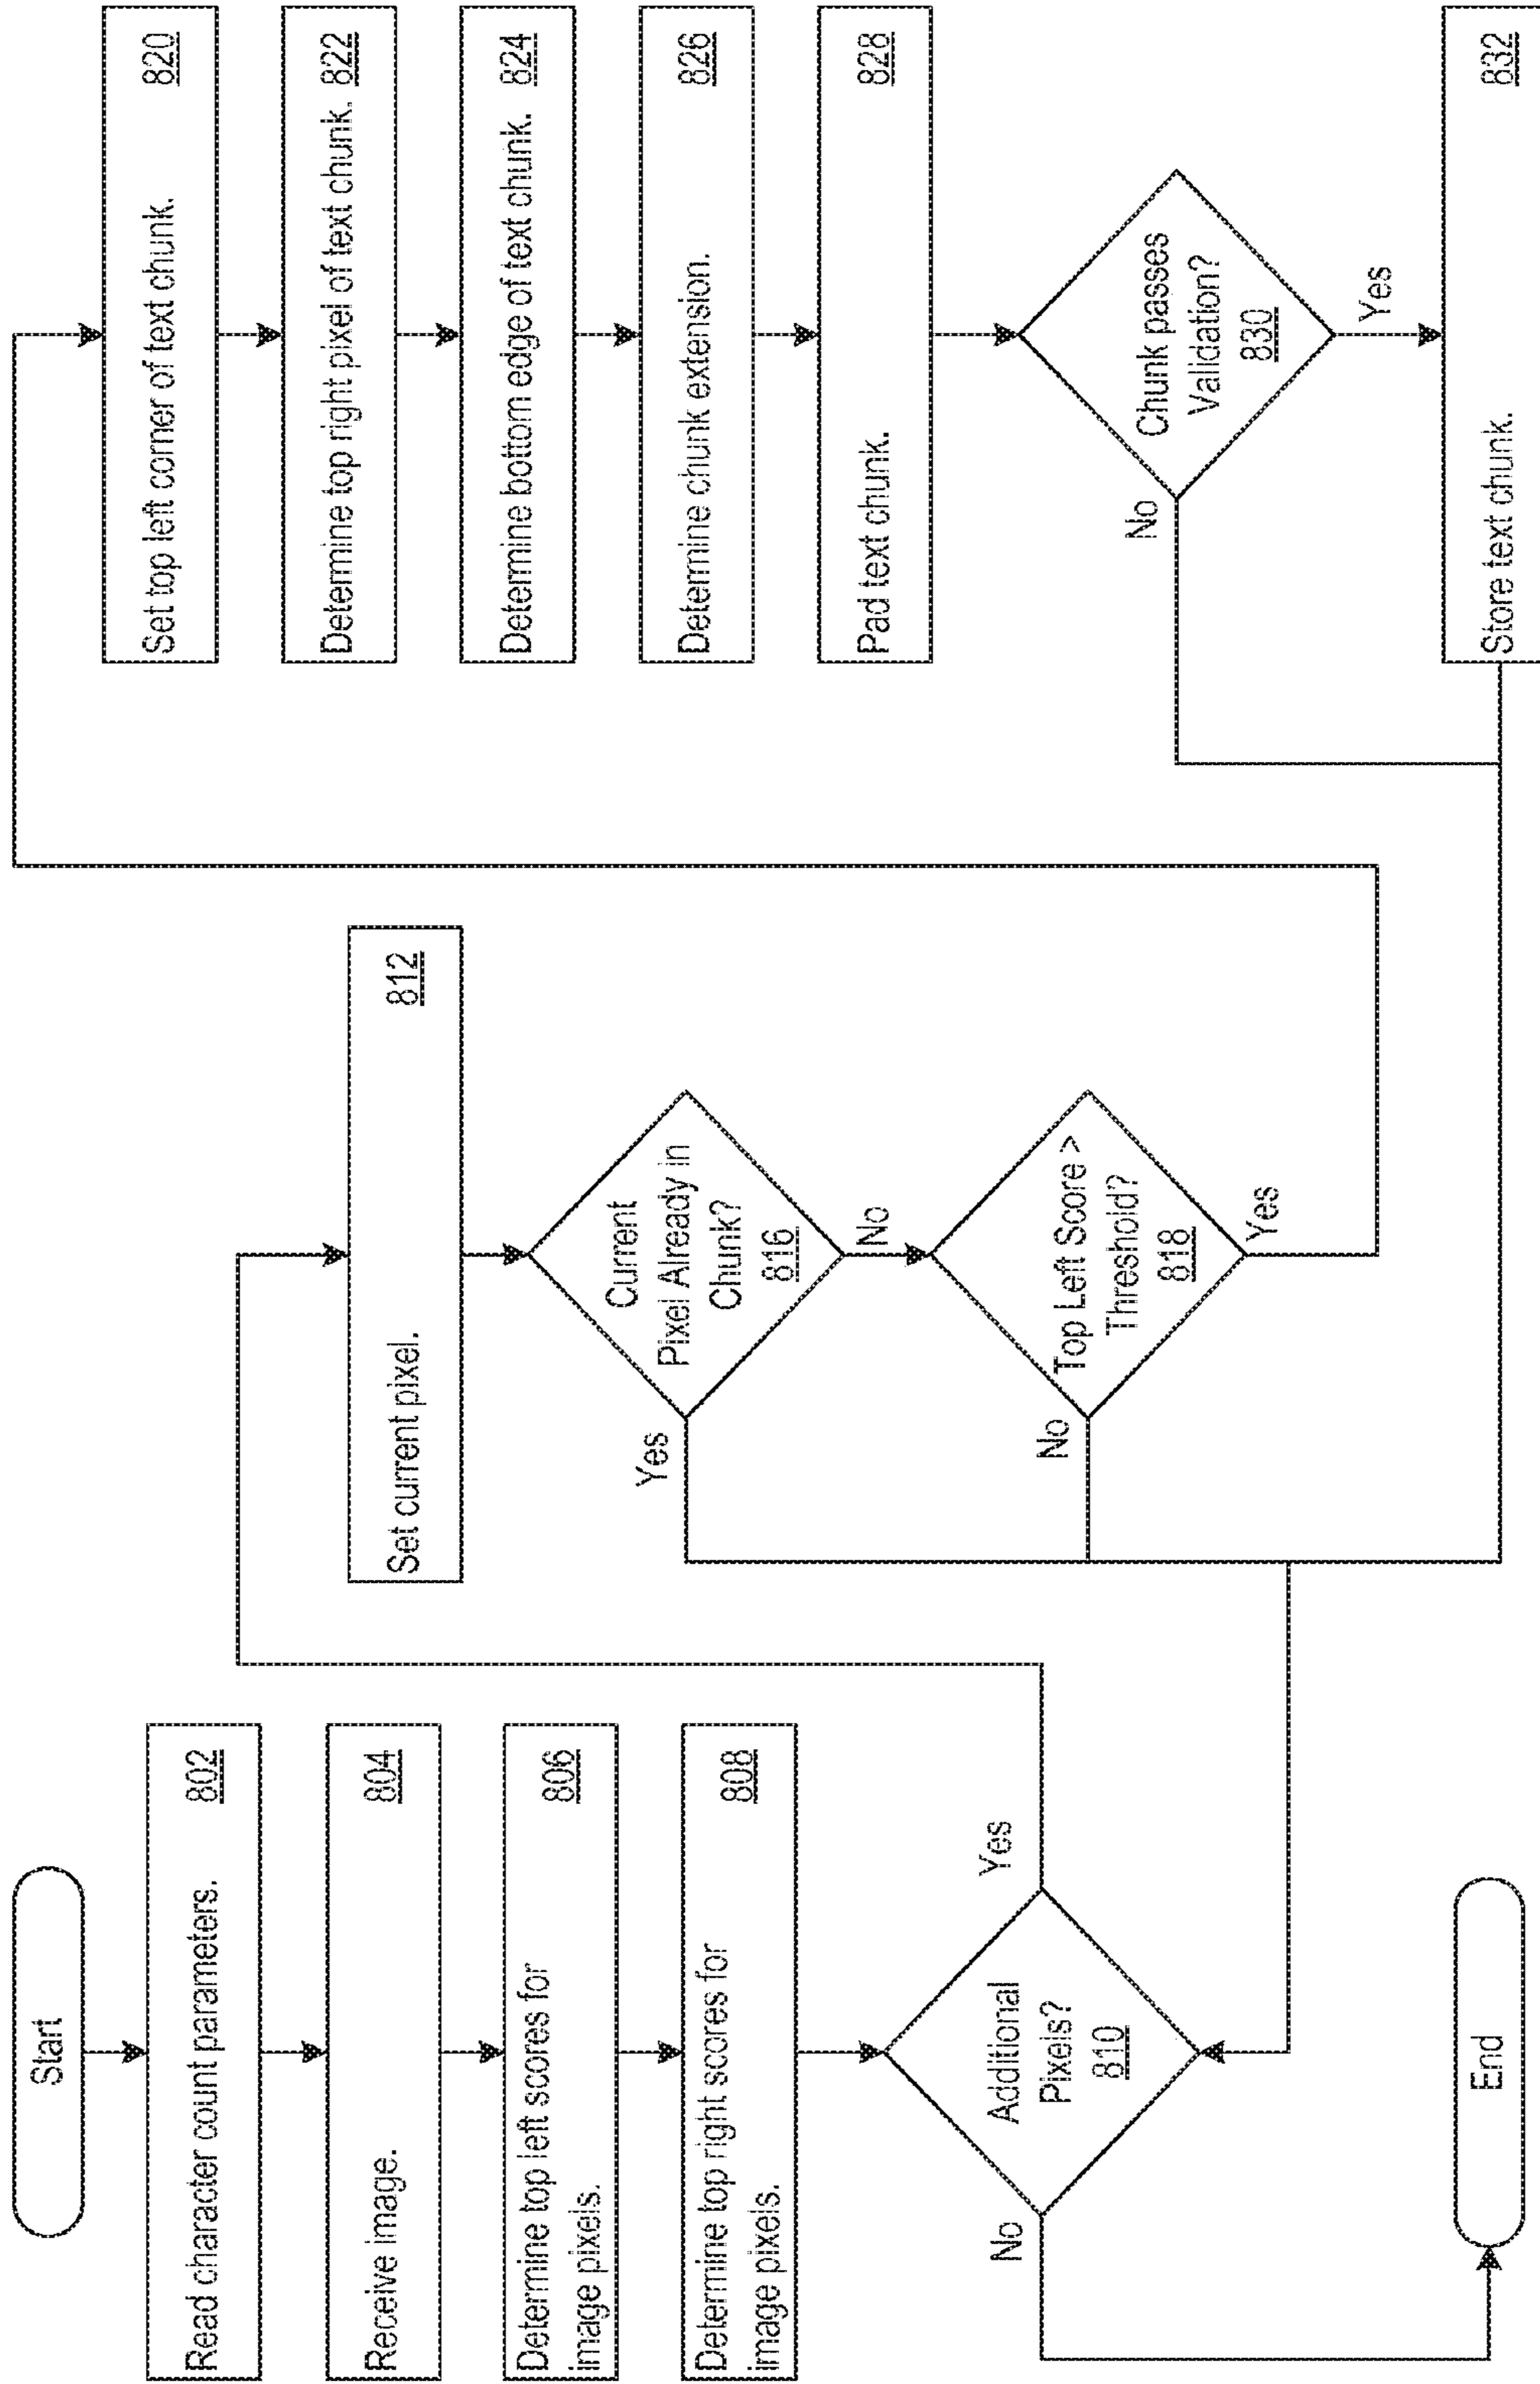 Start
Read character count parameters. 802
Receive image. 804
Determine top left scores for
image pixels. 806
Determine top right scores for
image pixels. 808
Additional
Pixels?
810
Yes
No
End
Set current pixel. 812
Current
Pixel Already in
Chunk?
816
Yes
No
Top Left Score >
Threshold?
818
No
Yes
Set top left corner of text chunk. 820
Determine top right pixel of text chunk. 822
Determine bottom edge of text chunk. 824
Determine chunk extension. 826
Pad text chunk. 828
Chunk passes
Validation?
830
No
Yes
Store text chunk. 832